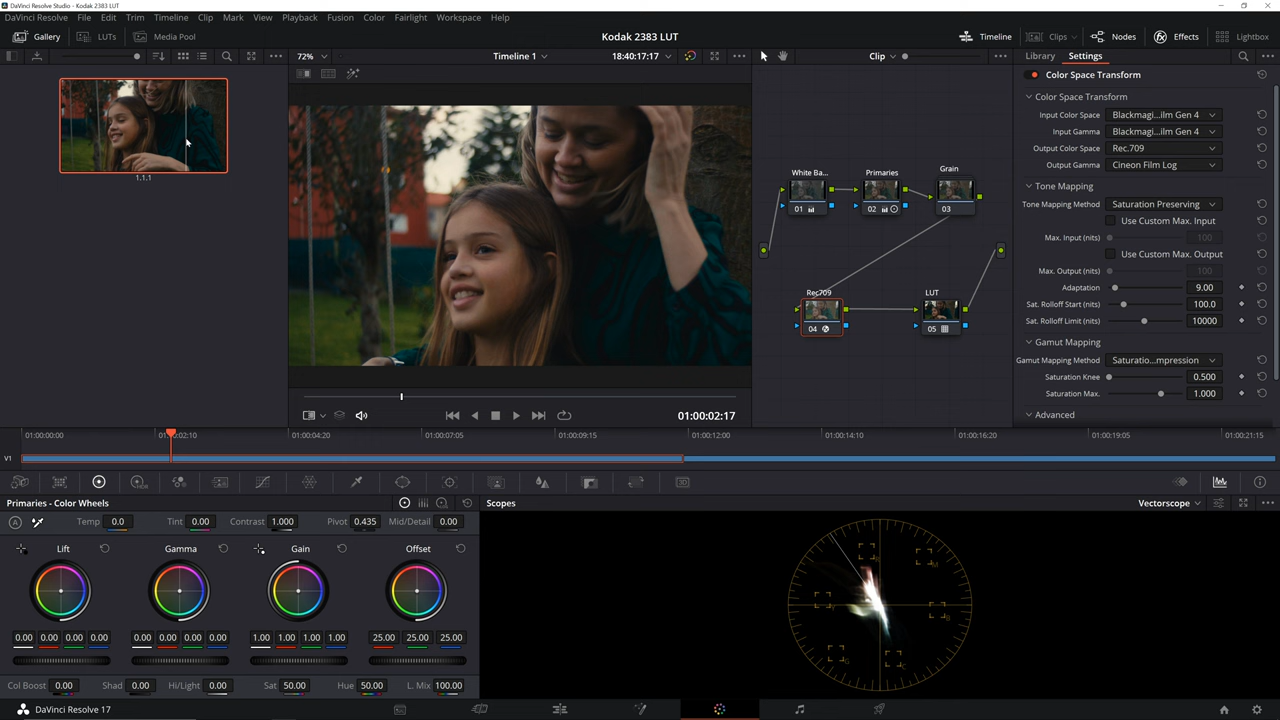 DaVinci Resolve Studio - Kodak 2383 LUT
DaVinci Resolve File Edit Trim Timeline Clip Mark View Playback Fusion Color Fairlight Workspace Help
Gallery LUTs Media Pool Kodak 2383 LUT Timeline Clips Nodes Effects Lightbox
72% Timeline 1 18:40:17:17 Clip Library Settings
Color Space Transform
Color Space Transform
Input Color Space Blackmagi...ilm Gen 4
Input Gamma Blackmagi...ilm Gen 4
Output Color Space Rec.709
Output Gamma Cineon Film Log
Tone Mapping
Tone Mapping Method Saturation Preserving
Use Custom Max. Input
Max. Input (nits) 100
Use Custom Max. Output
Max. Output (nits) 100
Adaptation 9.00
Sat. Rolloff Start (nits) 100.0
Sat. Rolloff Limit (nits) 10000
Gamut Mapping
Gamut Mapping Method Saturatio...mpression
Saturation Knee 0.500
Saturation Max. 1.000
Advanced
1.1.1
White Ba... Primaries Grain
01 02 03
Rec709 LUT
04 05
01:00:02:17
01:00:00:00 01:00:02:10 01:00:04:20 01:00:07:05 01:00:09:15 01:00:12:00 01:00:14:10 01:00:16:20 01:00:19:05 01:00:21:15
V1
Primaries - Color Wheels Scopes Vectorscope
A Temp 0.0 Tint 0.00 Contrast 1.000 Pivot 0.435 Mid/Detail 0.00
Lift Gamma Gain Offset
0.00 0.00 0.00 0.00 0.00 0.00 0.00 0.00 1.00 1.00 1.00 1.00 25.00 25.00 25.00
Col Boost 0.00 Shad 0.00 Hi/Light 0.00 Sat 50.00 Hue 50.00 L. Mix 100.00
DaVinci Resolve 17